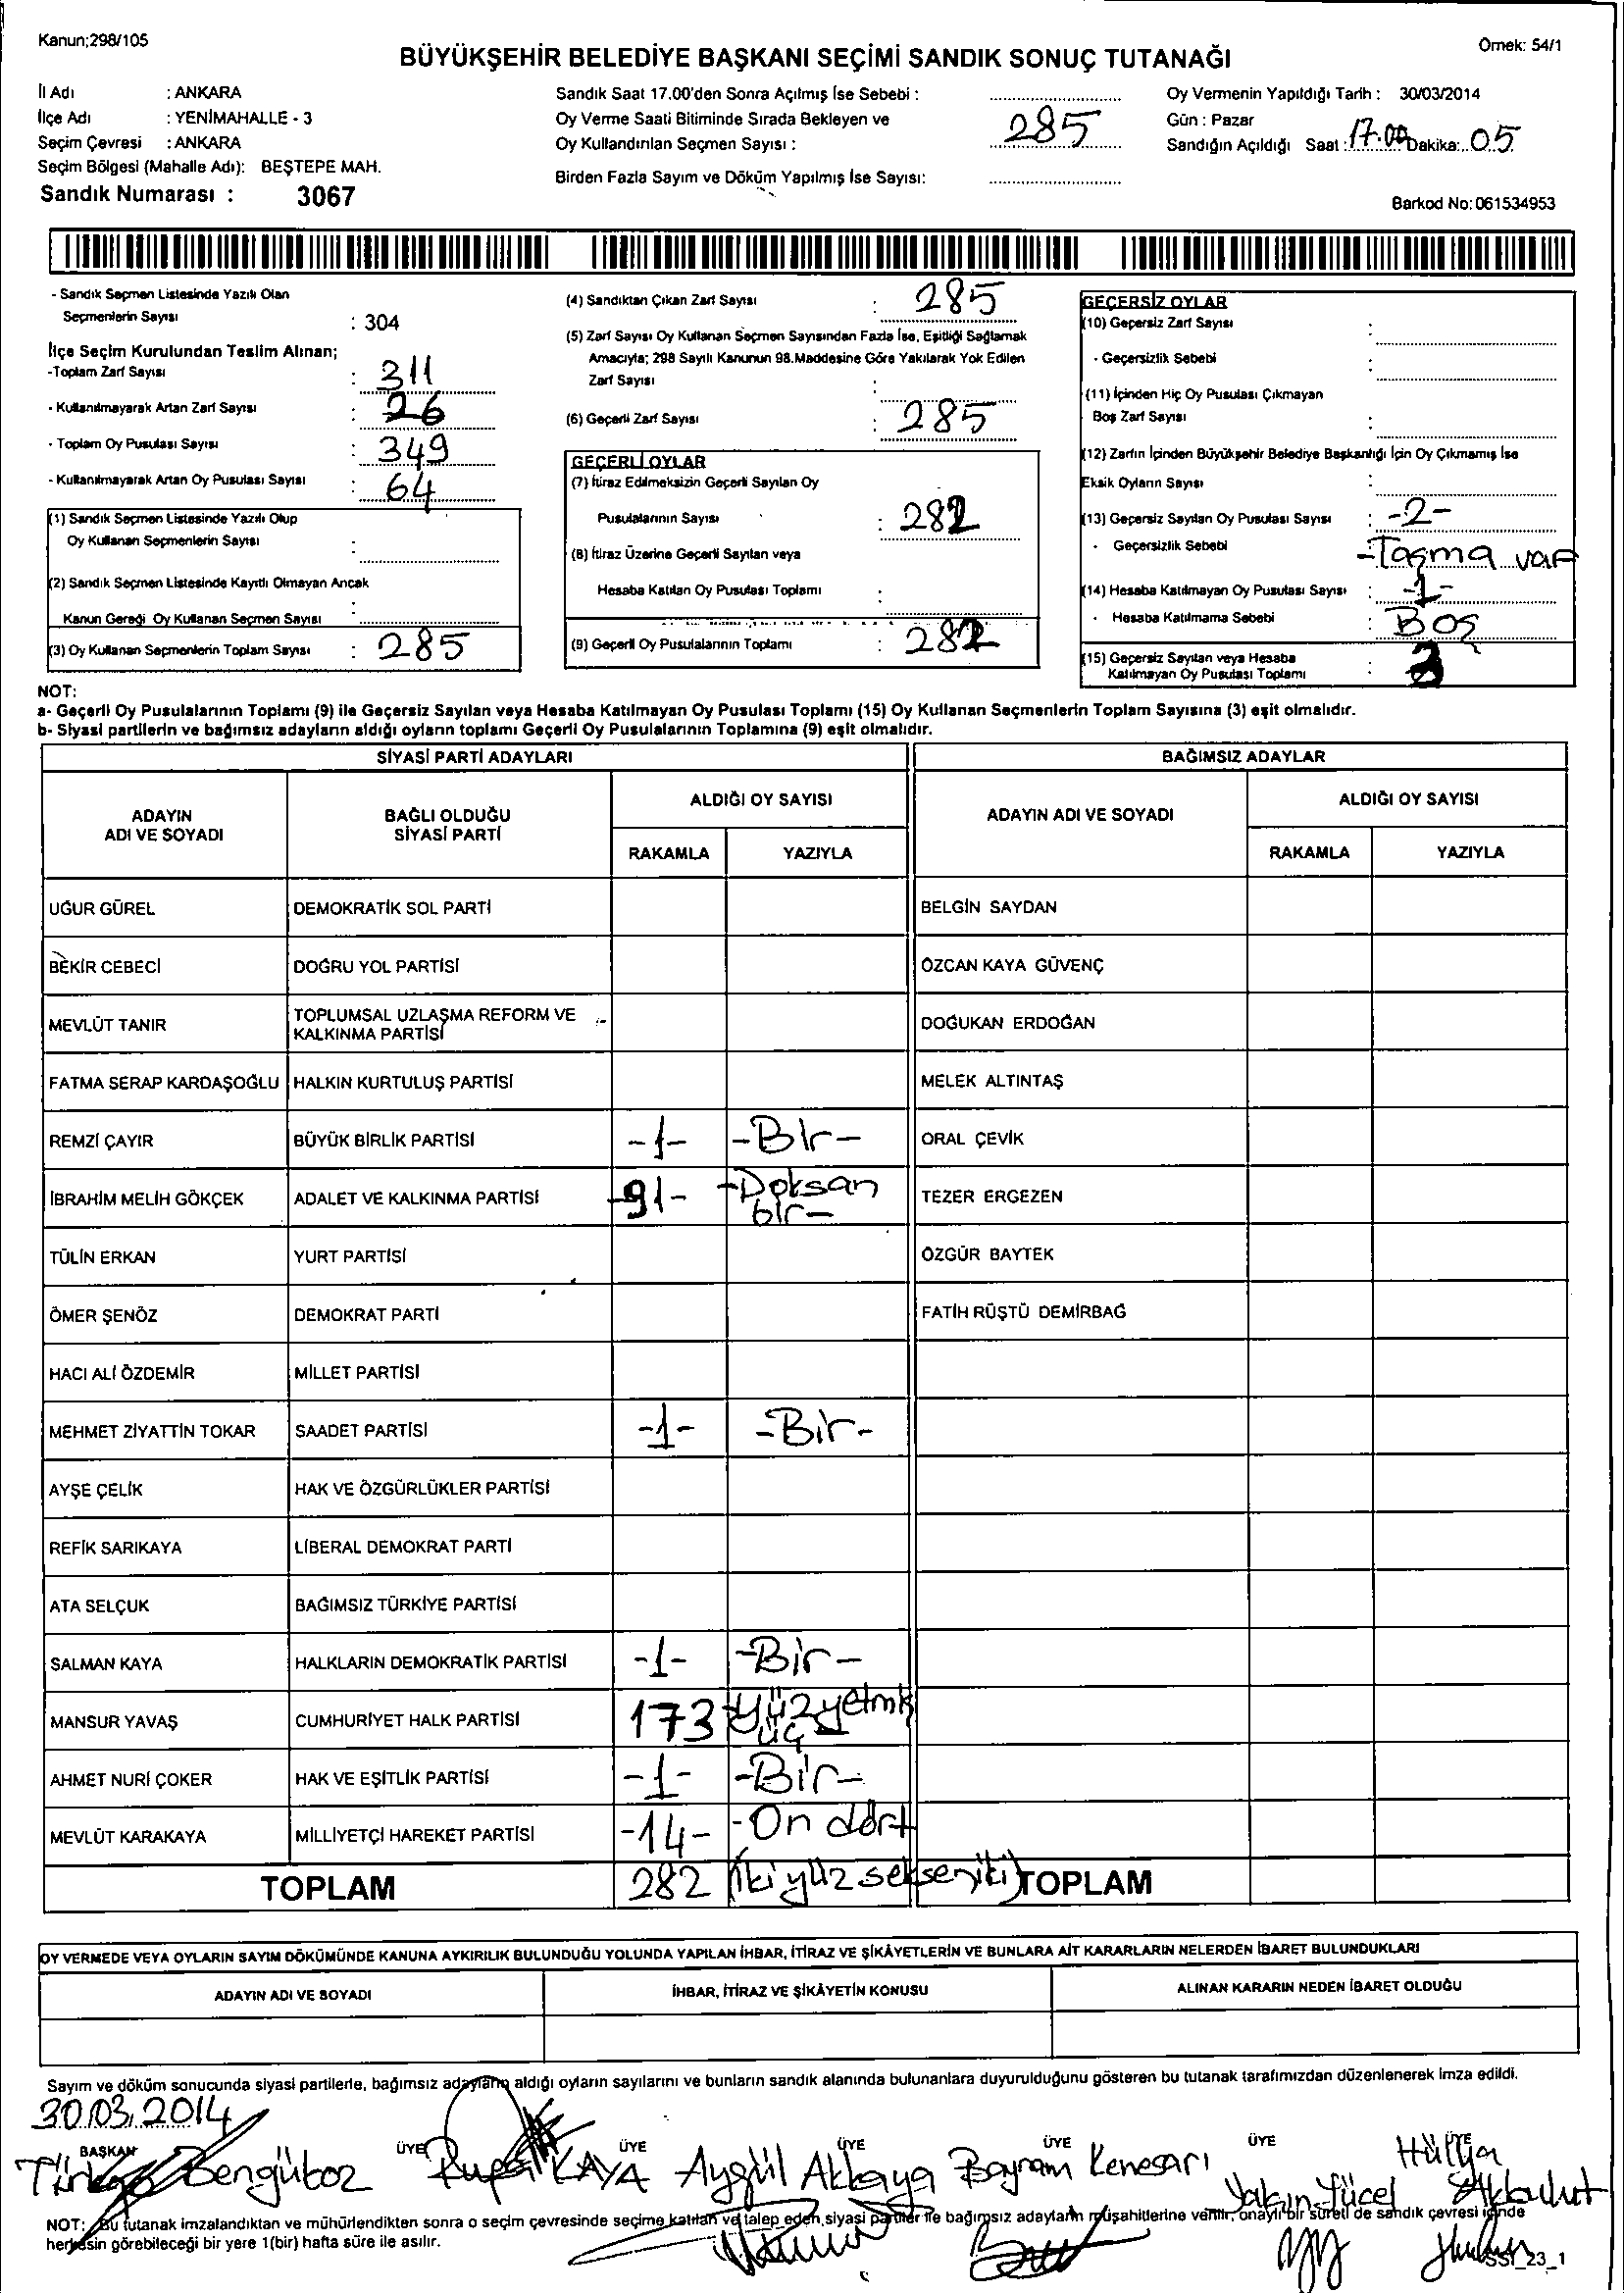 Kanun;298/105
Örnek: 54/1
BÜYÜKŞEHİR BELEDİYE BAŞKANI SEÇİMİ SANDIK SONUÇ TUTANAĞI
İl Adı : ANKARA
İlçe Adı : YENİMAHALLE - 3
Seçim Çevresi : ANKARA
Seçim Bölgesi (Mahalle Adı): BEŞTEPE MAH.
Sandık Numarası : 3067
Sandık Saat 17.00'den Sonra Açılmış İse Sebebi :
Oy Verme Saati Bitiminde Sırada Bekleyen ve
Oy Kullandırılan Seçmen Sayısı : 285
Birden Fazla Sayım ve Döküm Yapılmış İse Sayısı:
Oy Vermenin Yapıldığı Tarih : 30/03/2014
Gün : Pazar
Sandığın Açıldığı Saat : 17.00 Dakika: 05
Barkod No: 061534953
- Sandık Seçmen Listesinde Yazılı Olan
Seçmenlerin Sayısı : 304
İlçe Seçim Kurulundan Teslim Alınan;
-Toplam Zarf Sayısı : 311
- Kullanılmayarak Artan Zarf Sayısı : 26
- Toplam Oy Pusulası Sayısı : 349
- Kullanılmayarak Artan Oy Pusulası Sayısı : 64
(1) Sandık Seçmen Listesinde Yazılı Olup
Oy Kullanan Seçmenlerin Sayısı :
(2) Sandık Seçmen Listesinde Kayıtlı Olmayan Ancak
Kanun Gereği Oy Kullanan Seçmen Sayısı :
(3) Oy Kullanan Seçmenlerin Toplam Sayısı : 285
(4) Sandıktan Çıkan Zarf Sayısı : 285
(5) Zarf Sayısı Oy Kullanan Seçmen Sayısından Fazla İse, Eşitliği Sağlamak
Amacıyla; 298 Sayılı Kanunun 98.Maddesine Göre Yakılarak Yok Edilen
Zarf Sayısı :
(6) Geçerli Zarf Sayısı : 285
GEÇERLİ OYLAR
(7) İtiraz Edilmeksizin Geçerli Sayılan Oy
Pusulalarının Sayısı : 282
(8) İtiraz Üzerine Geçerli Sayılan veya
Hesaba Katılan Oy Pusulası Toplamı :
(9) Geçerli Oy Pusulalarının Toplamı : 282
GEÇERSİZ OYLAR
(10) Geçersiz Zarf Sayısı :
- Geçersizlik Sebebi :
(11) İçinden Hiç Oy Pusulası Çıkmayan
Boş Zarf Sayısı :
(12) Zarfın İçinden Büyükşehir Belediye Başkanlığı İçin Oy Çıkmamış İse
Eksik Oyların Sayısı :
(13) Geçersiz Sayılan Oy Pusulası Sayısı : -2-
- Geçersizlik Sebebi -Taşma var
(14) Hesaba Katılmayan Oy Pusulası Sayısı : -1-
- Hesaba Katılmama Sebebi : Boş
(15) Geçersiz Sayılan veya Hesaba
Katılmayan Oy Pusulası Toplamı : 3
NOT:
a- Geçerli Oy Pusulalarının Toplamı (9) ile Geçersiz Sayılan veya Hesaba Katılmayan Oy Pusulası Toplamı (15) Oy Kullanan Seçmenlerin Toplam Sayısına (3) eşit olmalıdır.
b- Siyasi partilerin ve bağımsız adayların aldığı oyların toplamı Geçerli Oy Pusulalarının Toplamına (9) eşit olmalıdır.
SİYASİ PARTİ ADAYLARI BAĞIMSIZ ADAYLAR
ADAYIN ADI VE SOYADI BAĞLI OLDUĞU SİYASİ PARTİ ALDIĞI OY SAYISI ADAYIN ADI VE SOYADI ALDIĞI OY SAYISI
RAKAMLA YAZIYLA RAKAMLA YAZIYLA
UĞUR GÜREL DEMOKRATİK SOL PARTİ BELGİN SAYDAN
BEKİR CEBECİ DOĞRU YOL PARTİSİ ÖZCAN KAYA GÜVENÇ
MEVLÜT TANIR TOPLUMSAL UZLAŞMA REFORM VE KALKINMA PARTİSİ DOĞUKAN ERDOĞAN
FATMA SERAP KARDAŞOĞLU HALKIN KURTULUŞ PARTİSİ MELEK ALTINTAŞ
REMZİ ÇAYIR BÜYÜK BİRLİK PARTİSİ -1- -Bir- ORAL ÇEVİK
İBRAHİM MELİH GÖKÇEK ADALET VE KALKINMA PARTİSİ -91- -Doksan bir- TEZER ERGEZEN
TÜLİN ERKAN YURT PARTİSİ ÖZGÜR BAYTEK
ÖMER ŞENÖZ DEMOKRAT PARTİ FATİH RÜŞTÜ DEMİRBAĞ
HACI ALİ ÖZDEMİR MİLLET PARTİSİ
MEHMET ZİYATTİN TOKAR SAADET PARTİSİ -1- -Bir-
AYŞE ÇELİK HAK VE ÖZGÜRLÜKLER PARTİSİ
REFİK SARIKAYA LİBERAL DEMOKRAT PARTİ
ATA SELÇUK BAĞIMSIZ TÜRKİYE PARTİSİ
SALMAN KAYA HALKLARIN DEMOKRATİK PARTİSİ -1- -Bir-
MANSUR YAVAŞ CUMHURİYET HALK PARTİSİ 173 yüzyetmiş üç
AHMET NURİ ÇOKER HAK VE EŞİTLİK PARTİSİ -1- -Bir-
MEVLÜT KARAKAYA MİLLİYETÇİ HAREKET PARTİSİ -14- -On dört
TOPLAM 282 (İkiyüz sekseniki) TOPLAM
OY VERMEDE VEYA OYLARIN SAYIM DÖKÜMÜNDE KANUNA AYKIRILIK BULUNDUĞU YOLUNDA YAPILAN İHBAR, İTİRAZ VE ŞİKÂYETLERİN VE BUNLARA AİT KARARLARIN NELERDEN İBARET BULUNDUKLARI
ADAYIN ADI VE SOYADI İHBAR, İTİRAZ VE ŞİKÂYETİN KONUSU ALINAN KARARIN NEDEN İBARET OLDUĞU
Sayım ve döküm sonucunda siyasi partilerle, bağımsız adayların aldığı oyların sayılarını ve bunların sandık alanında bulunanlara duyurulduğunu gösteren bu tutanak tarafımızdan düzenlenerek imza edildi.
30.03.2014
BAŞKAN ÜYE ÜYE ÜYE ÜYE ÜYE ÜYE
Bengüboz KAYA Aygül Akkaya Bayram Kenesarı Yalçın Yücel Hülya Akbulut
NOT: Bu tutanak imzalandıktan ve mühürlendikten sonra o seçim çevresinde seçime katılan ve talep eden siyasi partiler ile bağımsız adayların müşahitlerine verilir, onaylı bir sureti de sandık çevresi içinde
herkesin görebileceği bir yere 1(bir) hafta süre ile asılır.
SSI_23_1